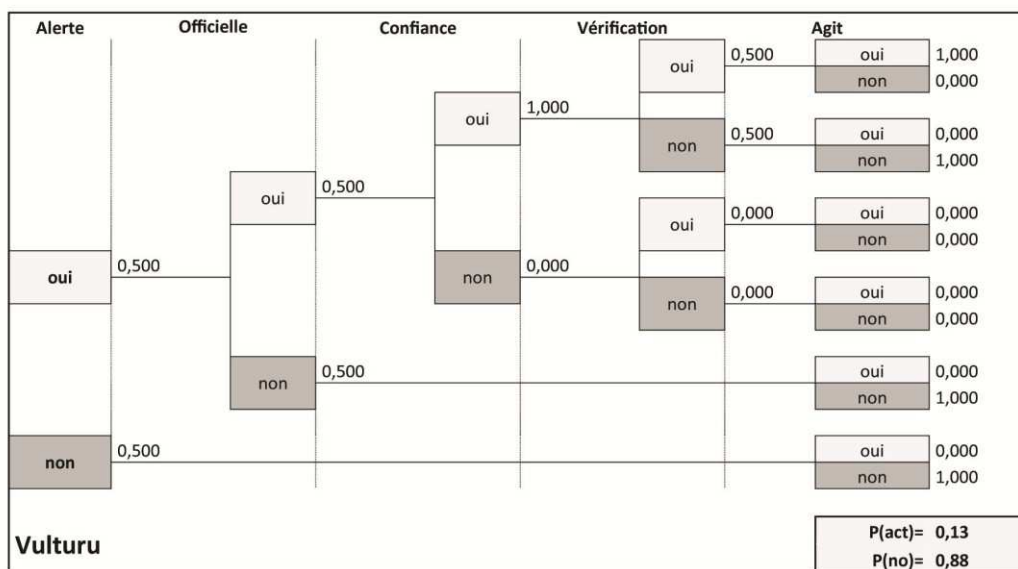 Alerte Officielle Confiance Vérification Agit
oui 0,500 oui 1,000
non 0,000
oui 1,000
non 0,500 oui 0,000
non 1,000
oui 0,500
oui 0,000 oui 0,000
non 0,000
oui 0,500
non 0,000
non 0,000 oui 0,000
non 0,000
non 0,500 oui 0,000
non 1,000
non 0,500 oui 0,000
non 1,000
Vulturu
P(act)= 0,13
P(no)= 0,88